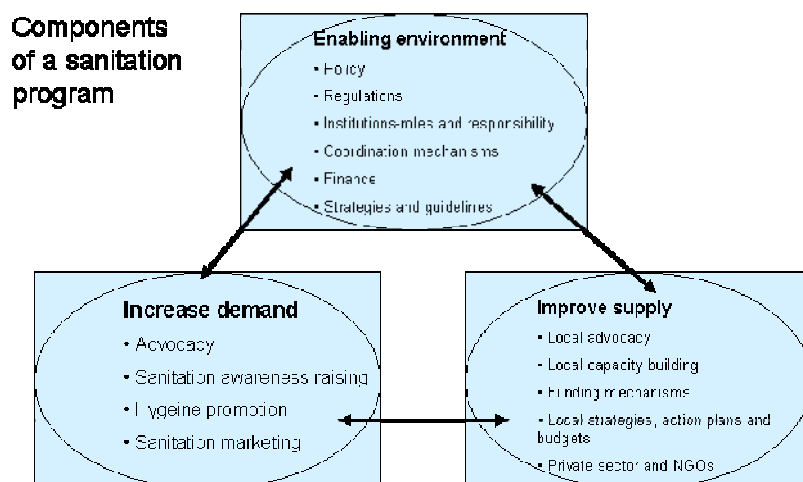 Components
of a sanitation
program
Enabling environment
• Policy
• Regulations
• Institutions-roles and responsibility
• Coordination mechanisms
• Finance
• Strategies and guidelines
Increase demand
• Advocacy
• Sanitation awareness raising
• Hygeine promotion
• Sanitation marketing
Improve supply
• Local advocacy
• Local capacity building
• Funding mechanisms
• Local strategies, action plans and
budgets
• Private sector and NGOs